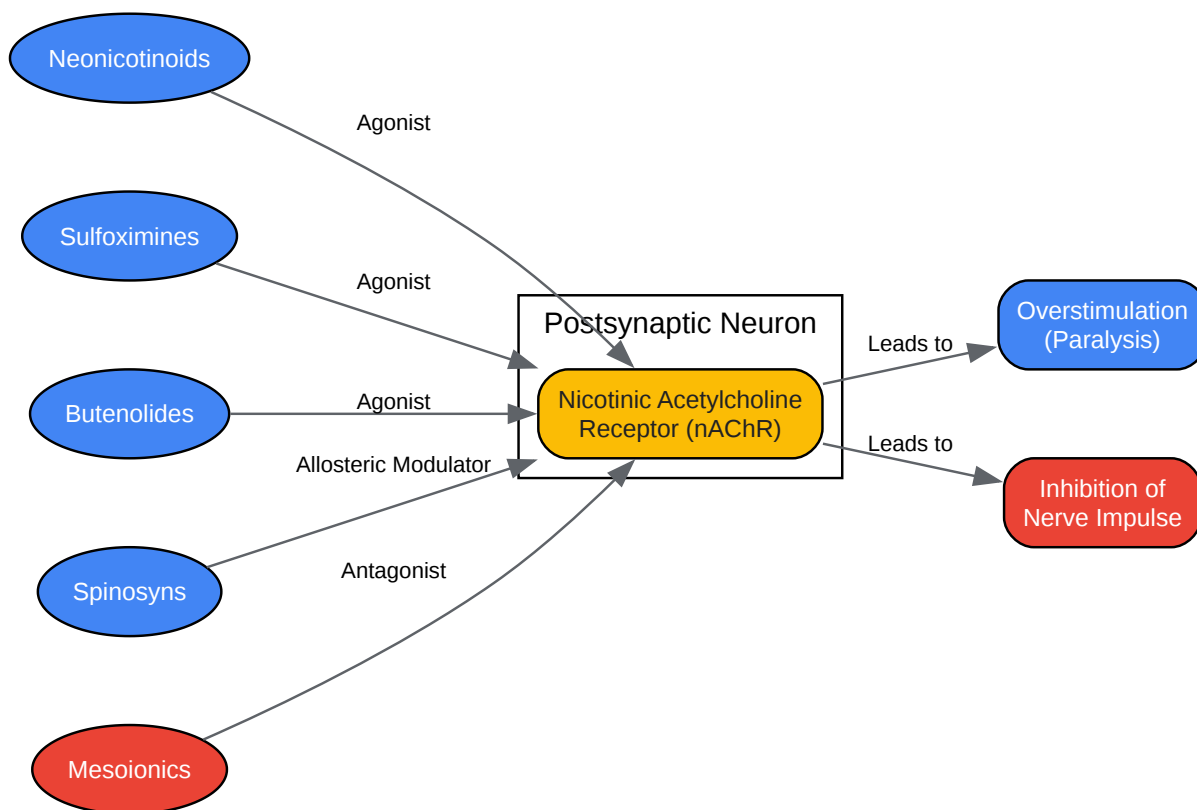 Neonicotinoids
Agonist
Sulfoximines
Agonist
Postsynaptic Neuron
Overstimulation
(Paralysis)
Leads to
Butenolides
Agonist
Nicotinic Acetylcholine
Receptor (nAChR)
Leads to
Allosteric Modulator
Inhibition of
Nerve Impulse
Spinosyns
Antagonist
Mesoionics